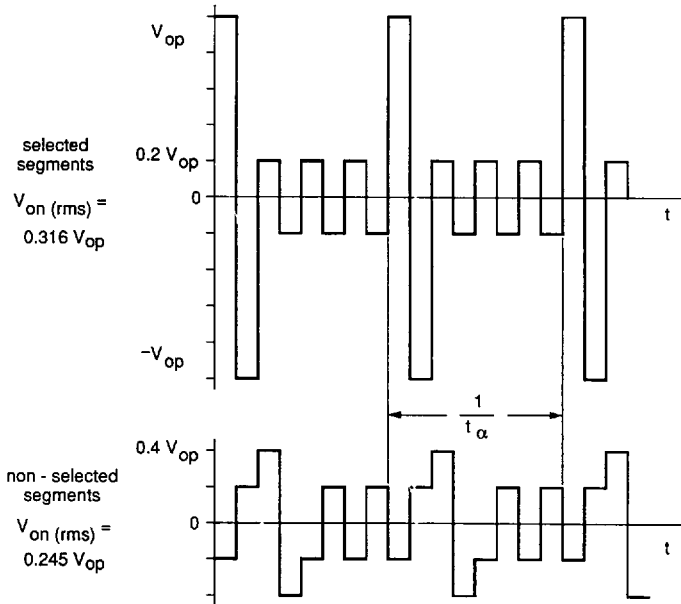 V_op
selected
segments
V_on (rms) =
0.316 V_op
0.2 V_op
0
t
−V_op
1
t_α
0.4 V_op
non - selected
segments
V_on (rms) =
0.245 V_op
0
t